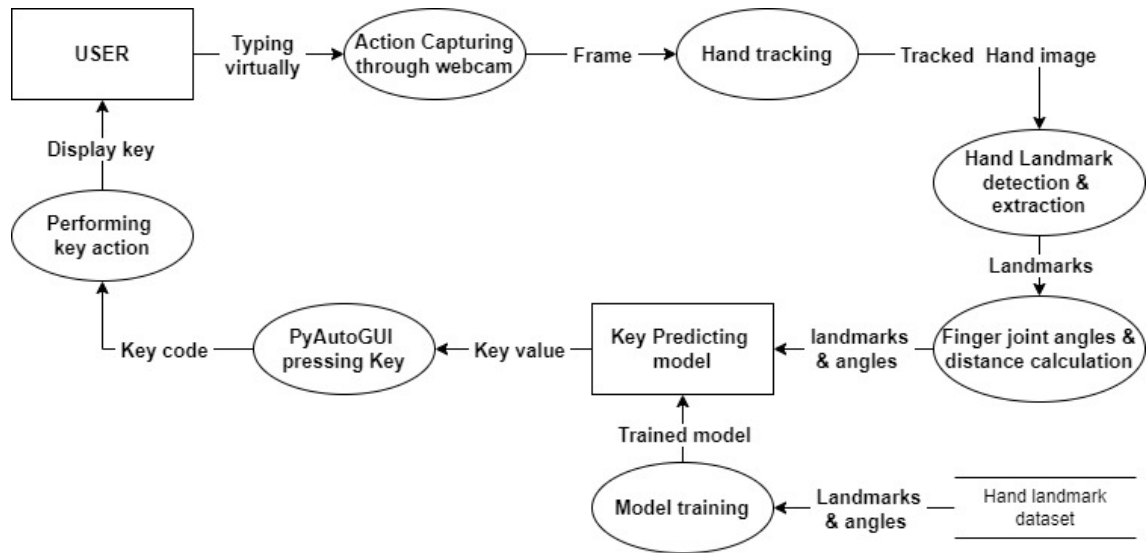 USER
Typing
virtually
Action Capturing
through webcam
Frame
Hand tracking
Tracked Hand image
Hand Landmark
detection &
extraction
Landmarks
Finger joint angles &
distance calculation
landmarks
& angles
Key Predicting
model
Key value
PyAutoGUI
pressing Key
Key code
Performing
key action
Display key
Trained model
Model training
Landmarks
& angles
Hand landmark
dataset